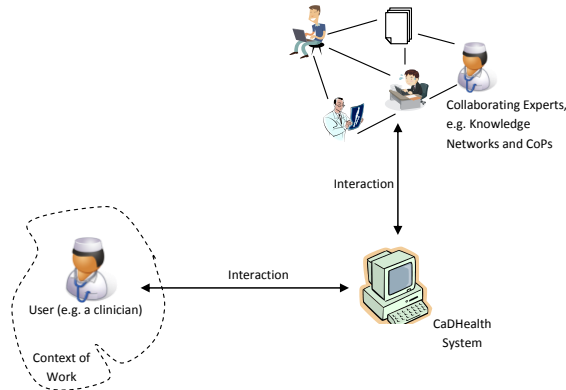 Collaborating Experts,
e.g. Knowledge
Networks and CoPs
Interaction
Interaction
User (e.g. a clinician)
CaDHealth
System
Context of
Work